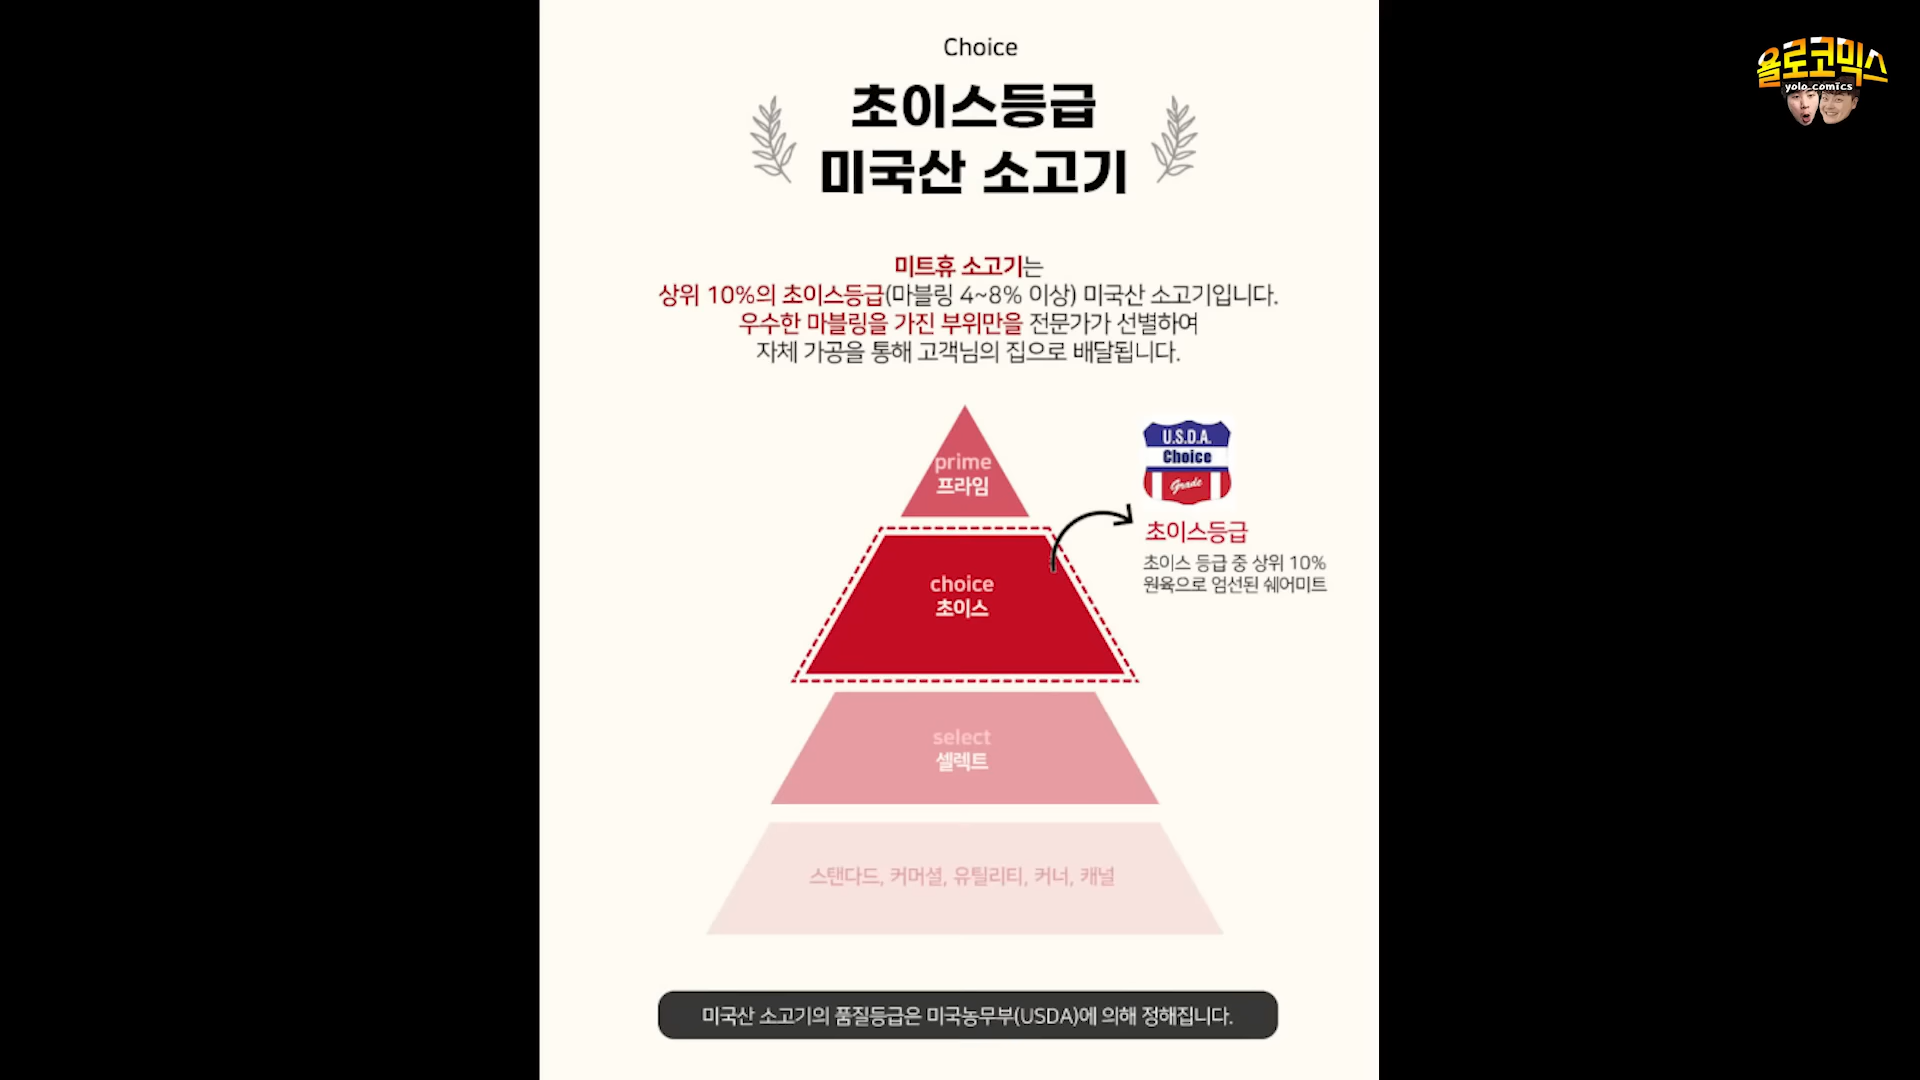 Choice
초이스등급
미국산 소고기
미트휴 소고기는
상위 10%의 초이스등급(마블링 4~8% 이상) 미국산 소고기입니다.
우수한 마블링을 가진 부위만을 전문가가 선별하여
자체 가공을 통해 고객님의 집으로 배달됩니다.
prime
프라임
U.S.D.A.
Choice
Grade
초이스등급
초이스 등급 중 상위 10%
원육으로 엄선된 쉐어미트
choice
초이스
select
셀렉트
스탠다드, 커머셜, 유틸리티, 커너, 캐널
미국산 소고기의 품질등급은 미국농무부(USDA)에 의해 정해집니다.
욜로코믹스
yolo_comics